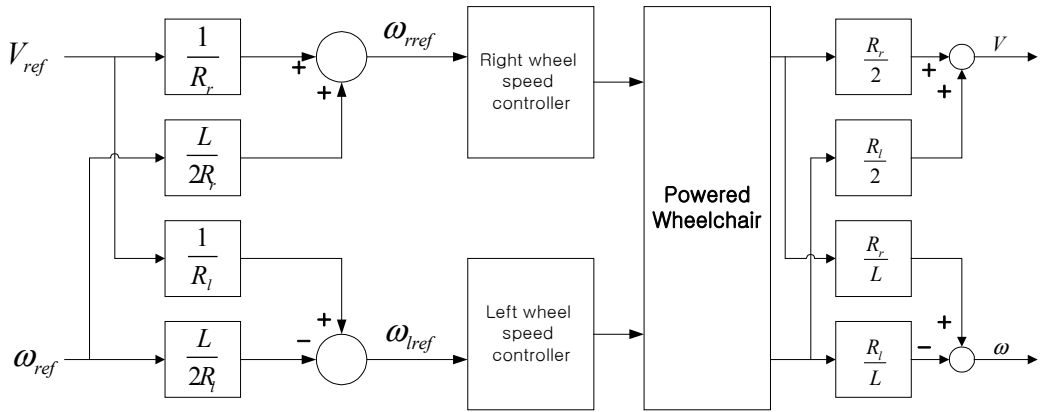 V_ref
1/R_r
+
+
ω_rref
Right wheel
speed
controller
L/2R_r
1/R_l
ω_ref
L/2R_l
+
−
ω_lref
Left wheel
speed
controller
Powered
Wheelchair
R_r/2
+
+
V
R_l/2
R_r/L
R_l/L
+
−
ω